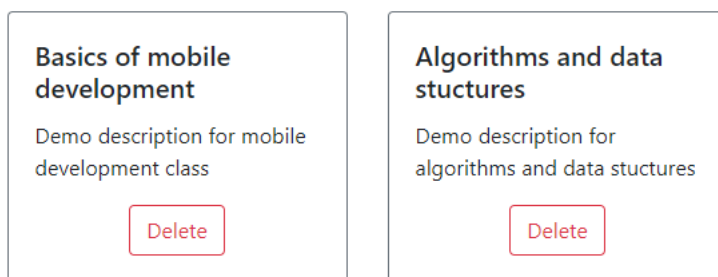 Basics of mobile
development
Demo description for mobile
development class
Delete
Algorithms and data
stuctures
Demo description for
algorithms and data stuctures
Delete